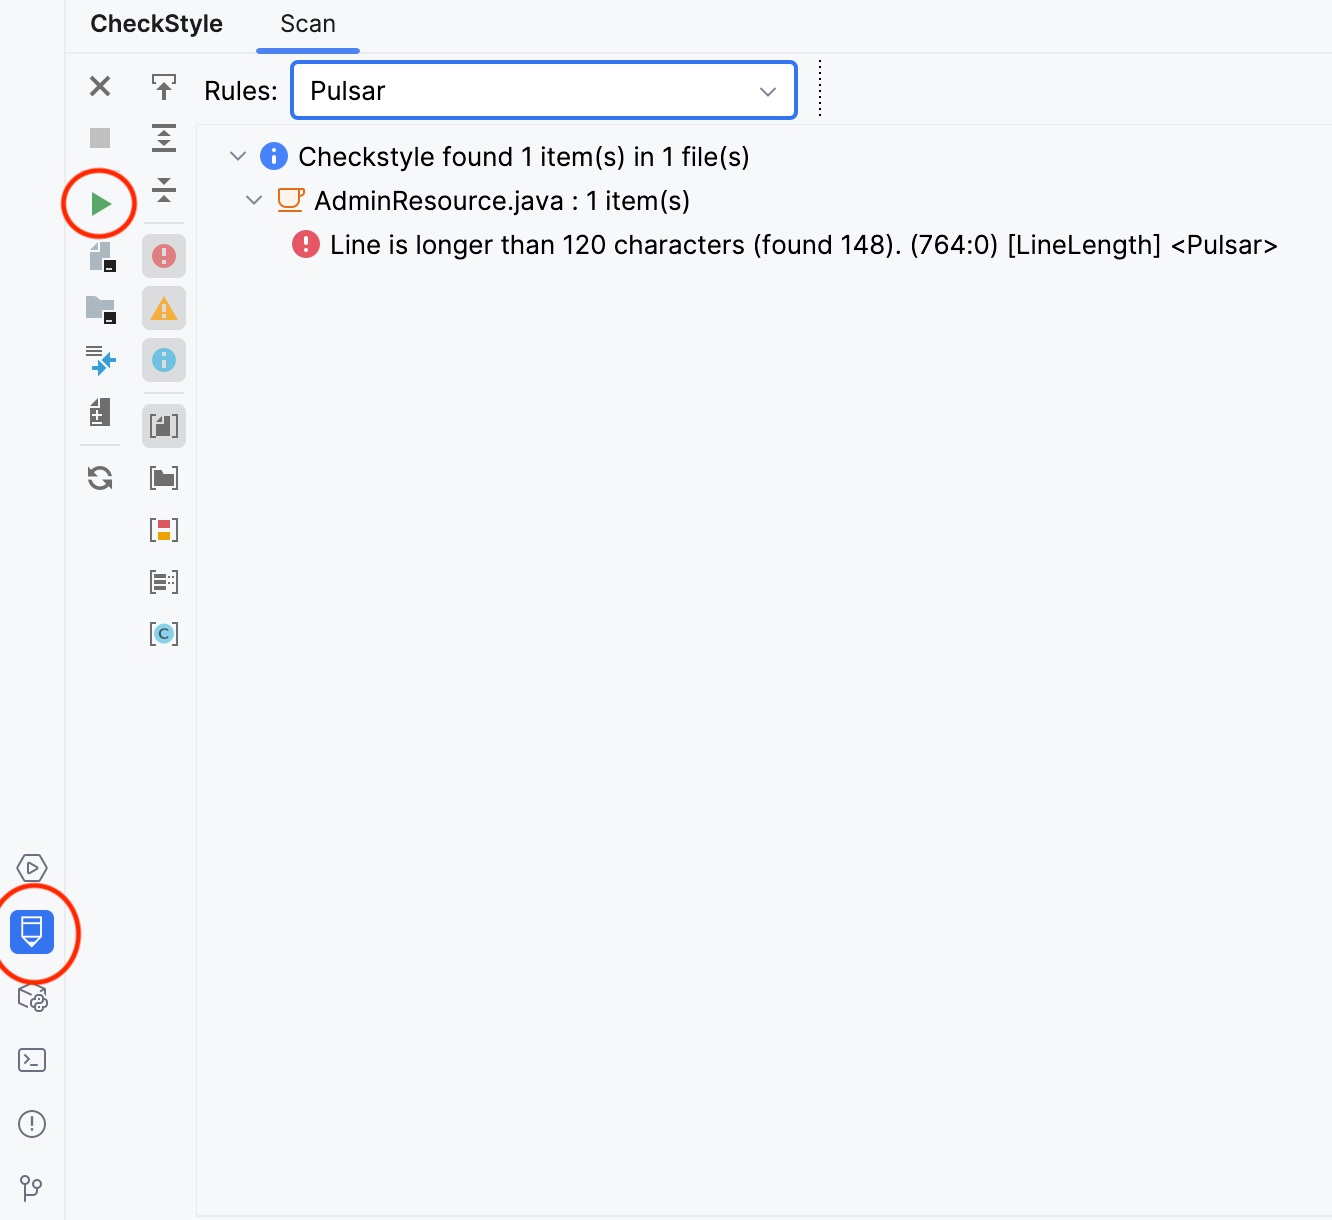 CheckStyle Scan
Rules: Pulsar
Checkstyle found 1 item(s) in 1 file(s)
AdminResource.java : 1 item(s)
Line is longer than 120 characters (found 148). (764:0) [LineLength] <Pulsar>
C